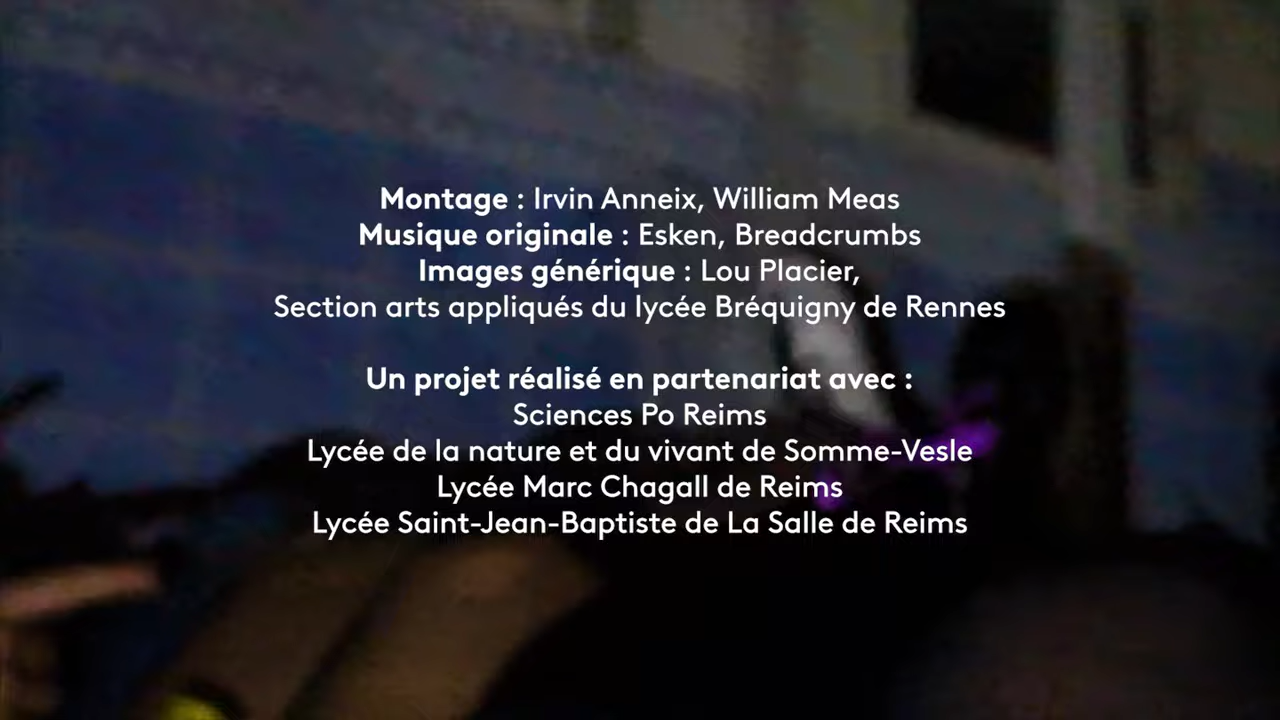 Montage : Irvin Anneix, William Meas
Musique originale : Esken, Breadcrumbs
Images générique : Lou Placier,
Section arts appliqués du lycée Bréquigny de Rennes
Un projet réalisé en partenariat avec :
Sciences Po Reims
Lycée de la nature et du vivant de Somme-Vesle
Lycée Marc Chagall de Reims
Lycée Saint-Jean-Baptiste de La Salle de Reims